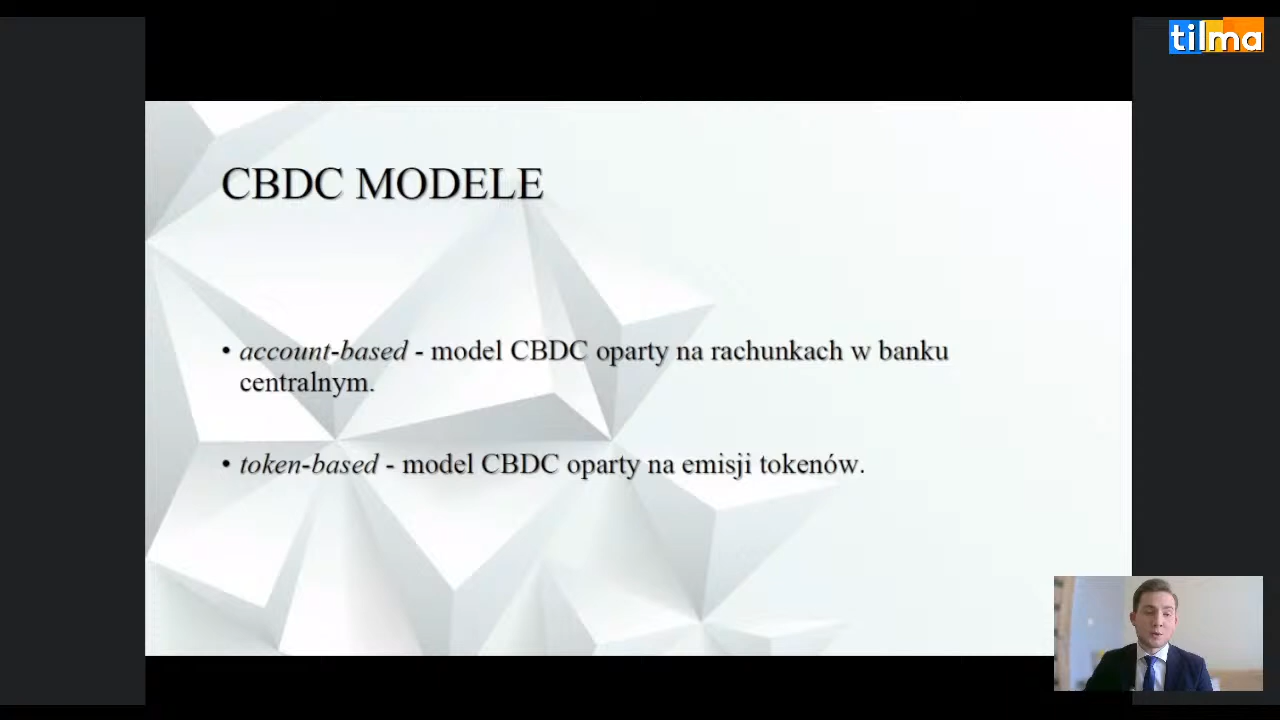 tilma
CBDC MODELE
• account-based - model CBDC oparty na rachunkach w banku
centralnym.
• token-based - model CBDC oparty na emisji tokenów.